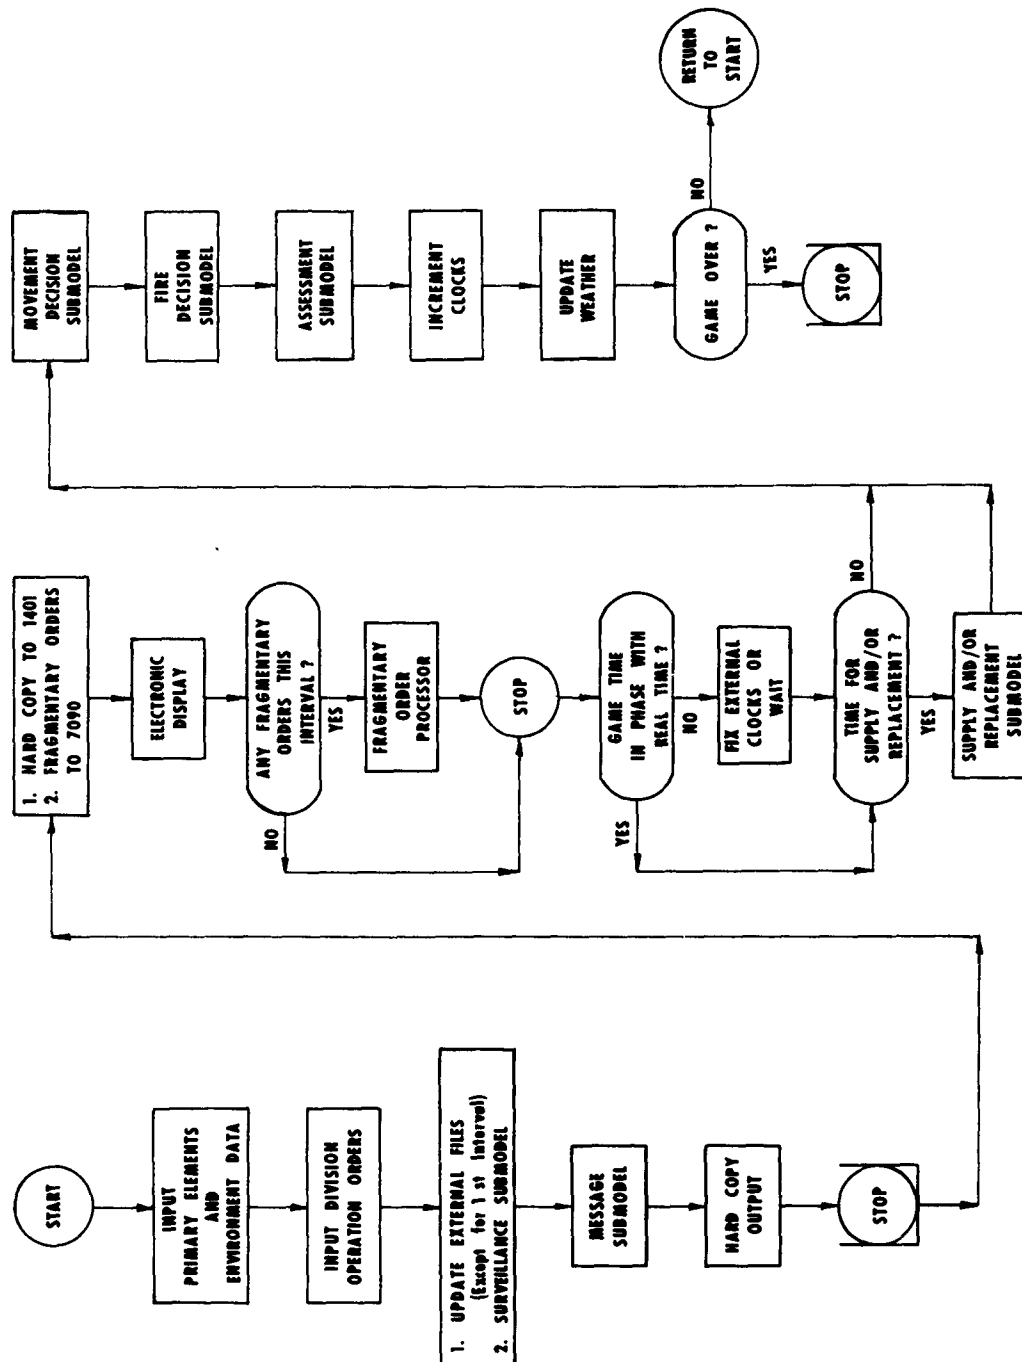 START
INPUT
PRIMARY ELEMENTS
AND
ENVIRONMENT DATA
INPUT DIVISION
OPERATION ORDERS
1. UPDATE EXTERNAL FILES
(Except for 1 st Interval)
2. SURVEILLANCE SUBMODEL
MESSAGE
SUBMODEL
HARD COPY
OUTPUT
STOP
1. HARD COPY TO 1401
2. FRAGMENTARY ORDERS
TO 7090
ELECTRONIC
DISPLAY
ANY FRAGMENTARY
ORDERS THIS
INTERVAL ?
NO
YES
FRAGMENTARY
ORDER
PROCESSOR
STOP
GAME TIME
IN PHASE WITH
REAL TIME ?
YES
NO
FIX EXTERNAL
CLOCKS OR
WAIT
TIME FOR
SUPPLY AND/OR
REPLACEMENT ?
NO
YES
SUPPLY AND/OR
REPLACEMENT
SUBMODEL
MOVEMENT
DECISION
SUBMODEL
FIRE
DECISION
SUBMODEL
ASSESSMENT
SUBMODEL
INCREMENT
CLOCKS
UPDATE
WEATHER
GAME OVER ?
NO
RETURN
TO
START
YES
STOP